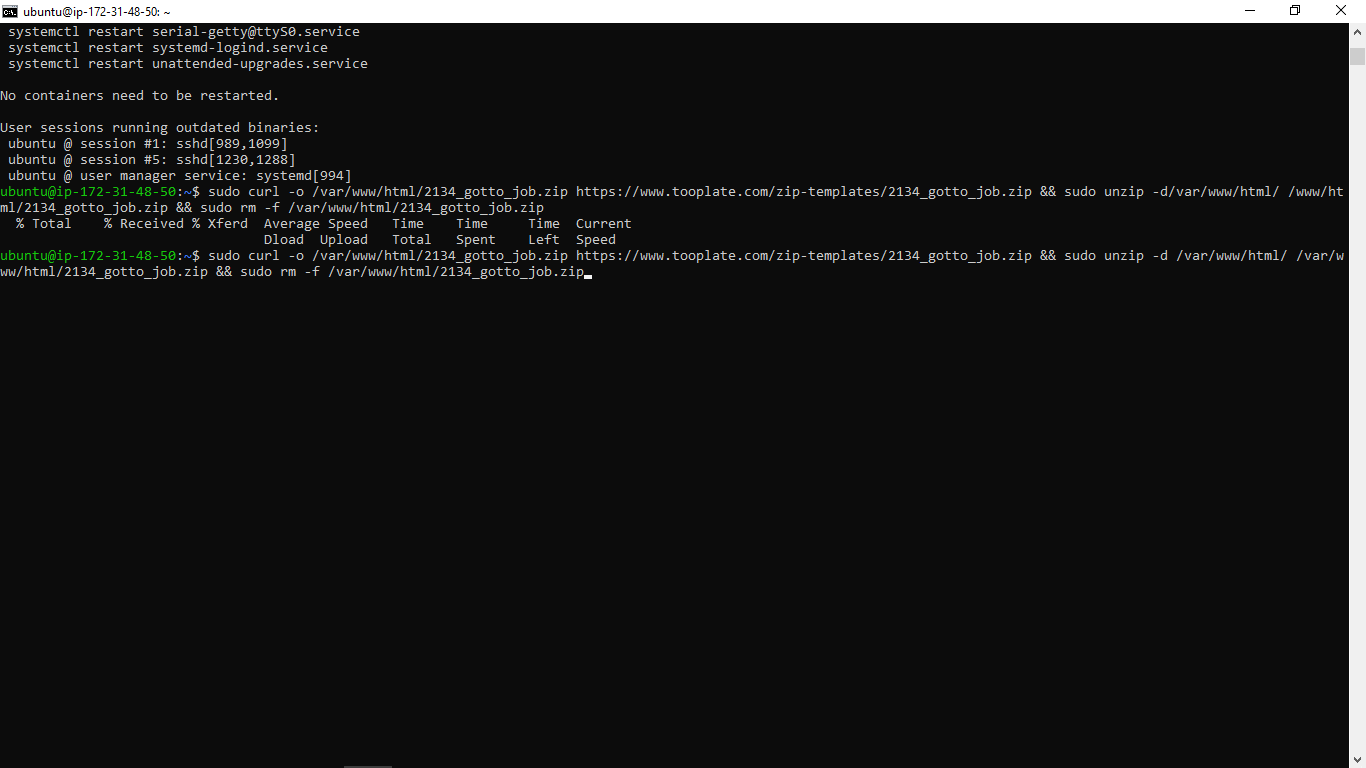 ubuntu@ip-172-31-48-50: ~
 systemctl restart serial-getty@ttyS0.service
 systemctl restart systemd-logind.service
 systemctl restart unattended-upgrades.service
No containers need to be restarted.
User sessions running outdated binaries:
 ubuntu @ session #1: sshd[989,1099]
 ubuntu @ session #5: sshd[1230,1288]
 ubuntu @ user manager service: systemd[994]
ubuntu@ip-172-31-48-50:~$ sudo curl -o /var/www/html/2134_gotto_job.zip https://www.tooplate.com/zip-templates/2134_gotto_job.zip && sudo unzip -d/var/www/html/ /www/ht
ml/2134_gotto_job.zip && sudo rm -f /var/www/html/2134_gotto_job.zip
  % Total    % Received % Xferd  Average Speed   Time    Time     Time  Current
                                 Dload  Upload   Total   Spent    Left  Speed
ubuntu@ip-172-31-48-50:~$ sudo curl -o /var/www/html/2134_gotto_job.zip https://www.tooplate.com/zip-templates/2134_gotto_job.zip && sudo unzip -d /var/www/html/ /var/w
ww/html/2134_gotto_job.zip && sudo rm -f /var/www/html/2134_gotto_job.zip